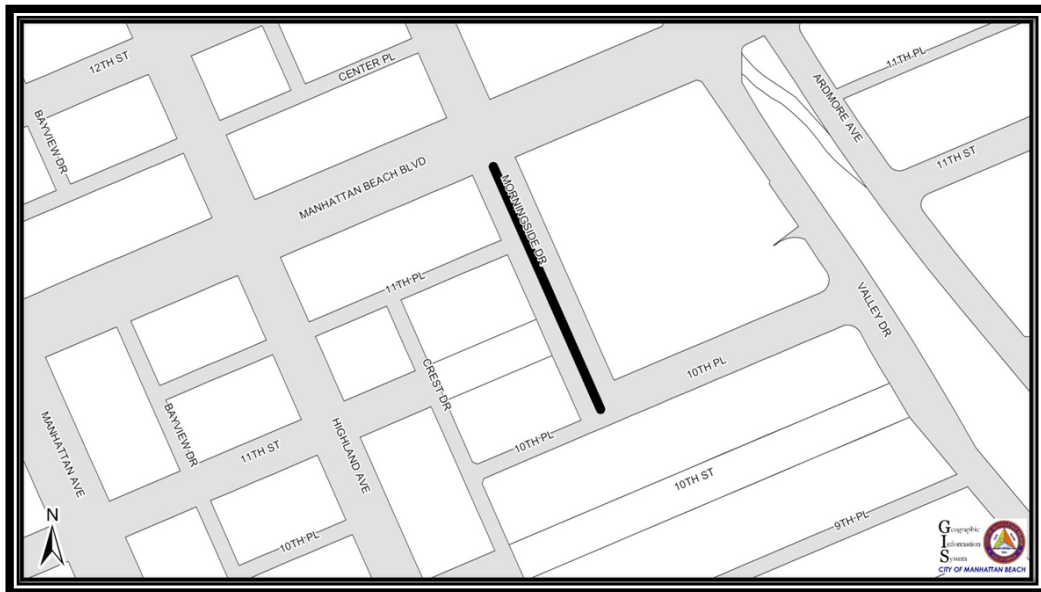 12TH ST
CENTER PL
11TH PL
ARDMORE AVE
BAYVIEW DR
11TH ST
MANHATTAN BEACH BLVD
MORNINGSIDE DR
11TH PL
VALLEY DR
10TH PL
CREST DR
MANHATTAN AVE
BAYVIEW DR
HIGHLAND AVE
11TH ST
10TH PL
10TH ST
9TH PL
10TH PL
N
Geographic
Information
System
CITY OF MANHATTAN BEACH